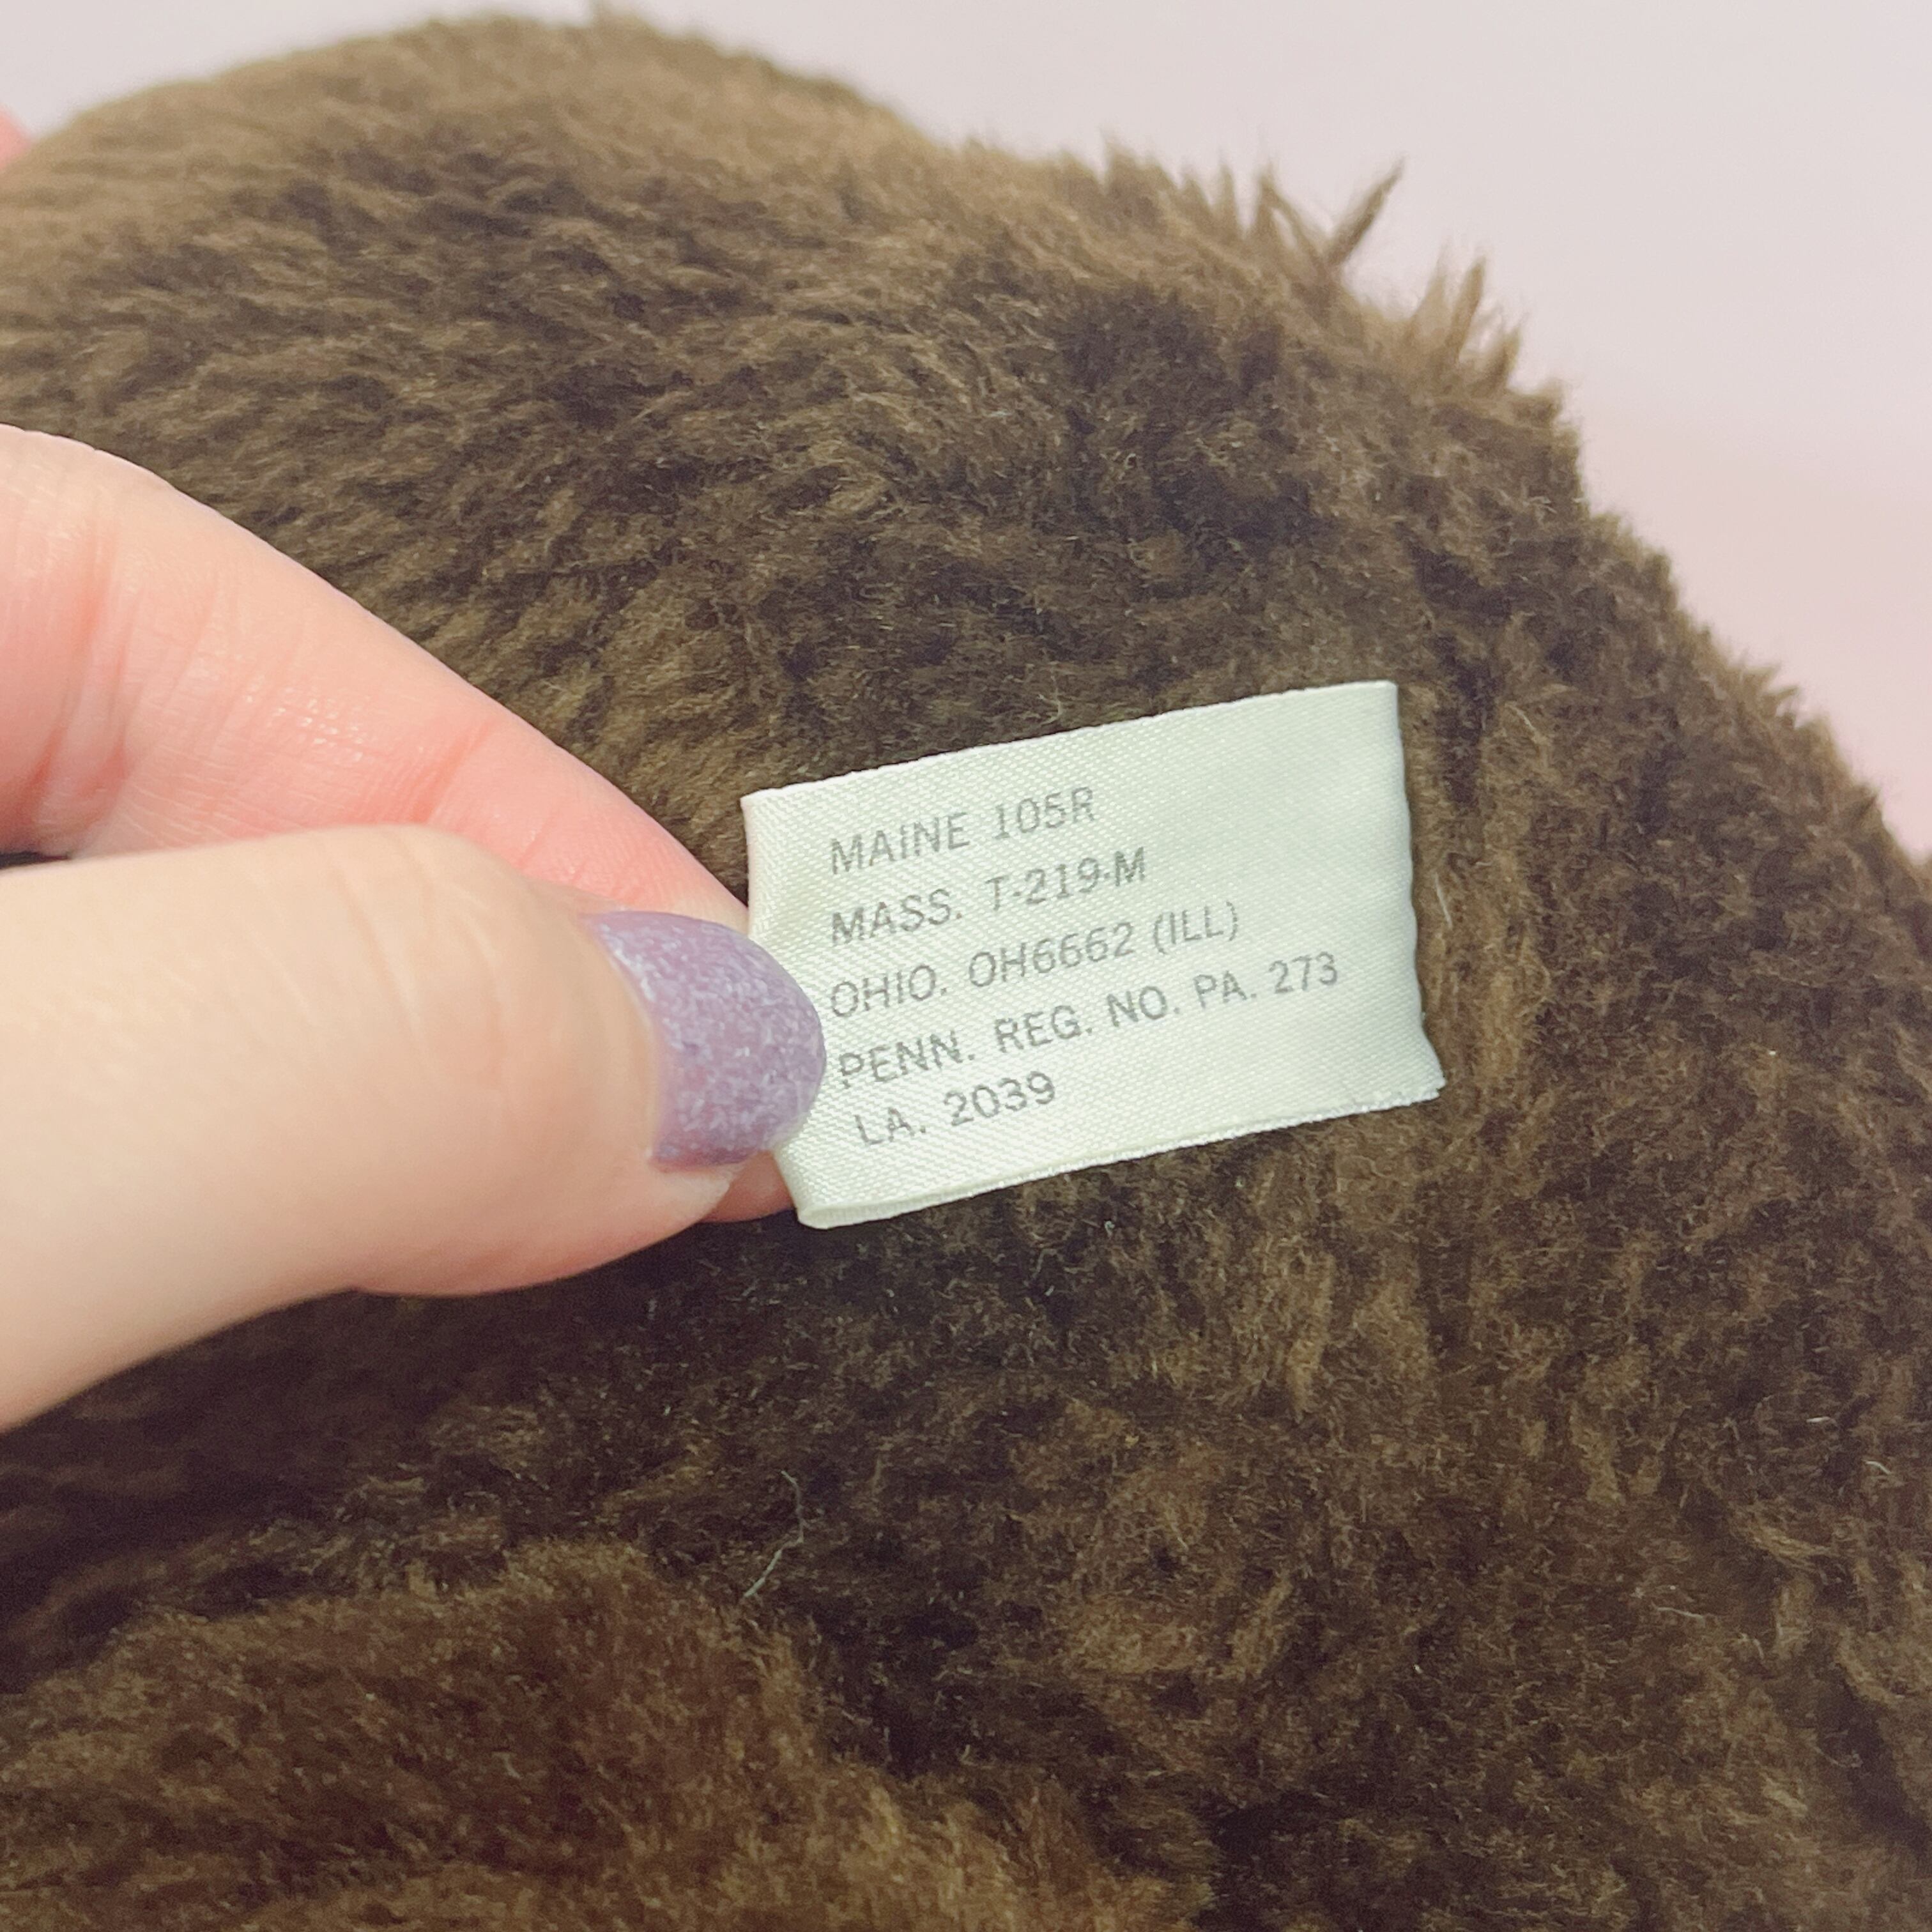 MAINE 105R
MASS. T-219-M
OHIO. OH6662 (ILL)
PENN. REG. NO. PA. 273
LA. 2039